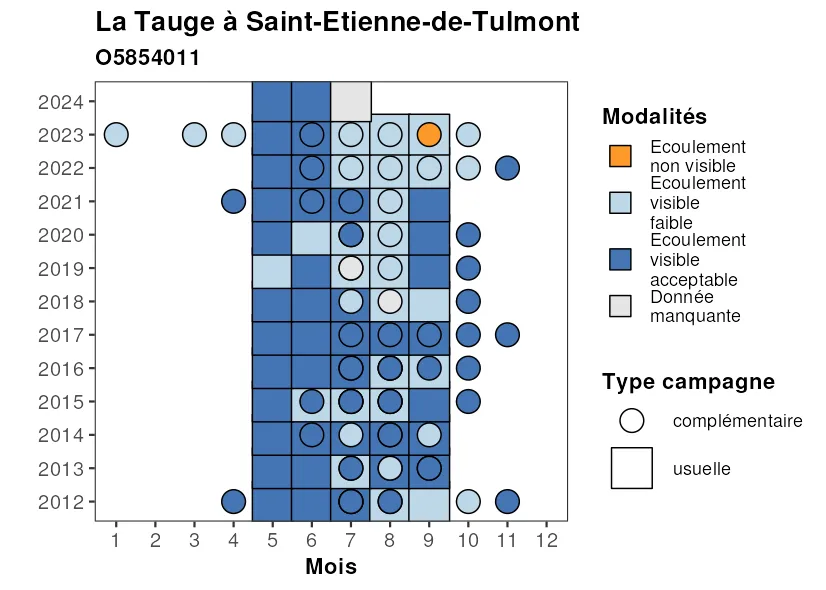 La Tauge à Saint-Etienne-de-Tulmont
O5854011
2024
2023
2022
2021
2020
2019
2018
2017
2016
2015
2014
2013
2012
1 2 3 4 5 6 7 8 9 10 11 12
Mois
Modalités
Ecoulement
non visible
Ecoulement
visible
faible
Ecoulement
visible
acceptable
Donnée
manquante
Type campagne
complémentaire
usuelle